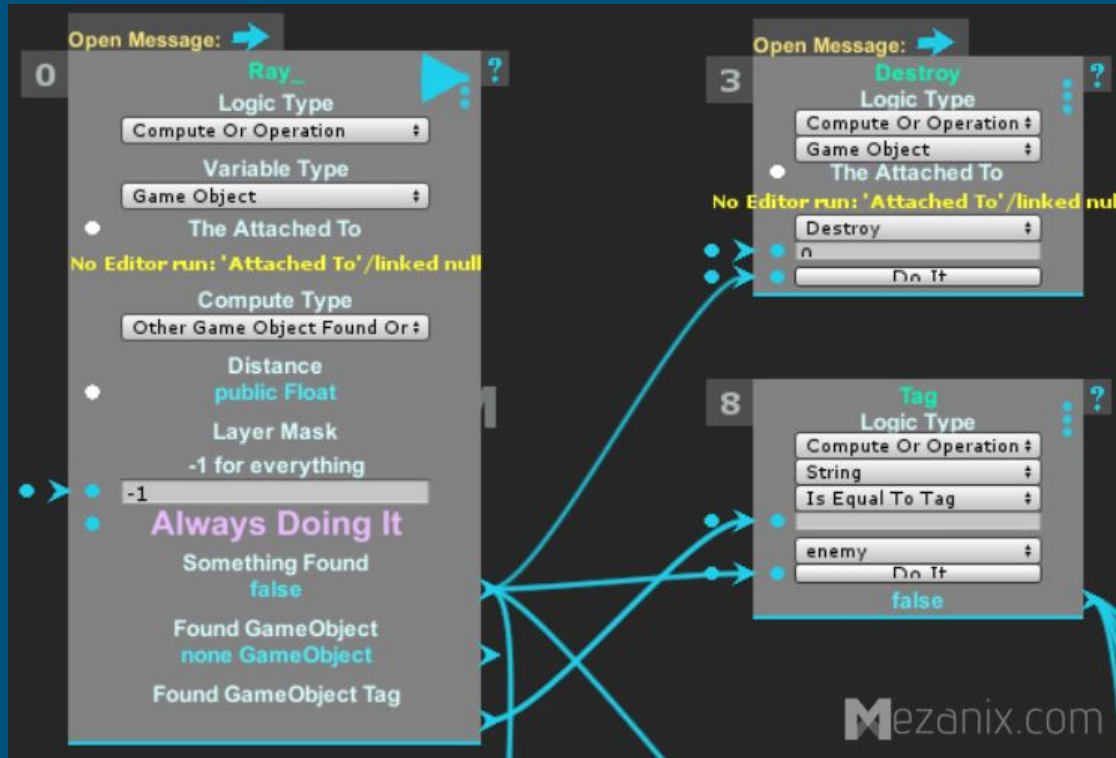 Open Message:
0
Ray_
?
Logic Type
Compute Or Operation
Variable Type
Game Object
The Attached To
No Editor run: 'Attached To'/linked null
Compute Type
Other Game Object Found Or
Distance
public Float
Layer Mask
-1 for everything
-1
Always Doing It
Something Found
false
Found GameObject
none GameObject
Found GameObject Tag
Open Message:
3
Destroy
?
Logic Type
Compute Or Operation
Game Object
The Attached To
No Editor run: 'Attached To'/linked nul
Destroy
0
Do It
8
Tag
?
Logic Type
Compute Or Operation
String
Is Equal To Tag
enemy
Do It
false
Mezanix.com